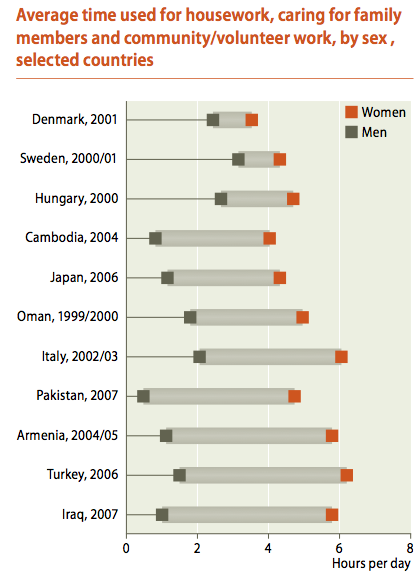 Average time used for housework, caring for family
members and community/volunteer work, by sex ,
selected countries
Women
Men
Denmark, 2001
Sweden, 2000/01
Hungary, 2000
Cambodia, 2004
Japan, 2006
Oman, 1999/2000
Italy, 2002/03
Pakistan, 2007
Armenia, 2004/05
Turkey, 2006
Iraq, 2007
0 2 4 6 8
Hours per day